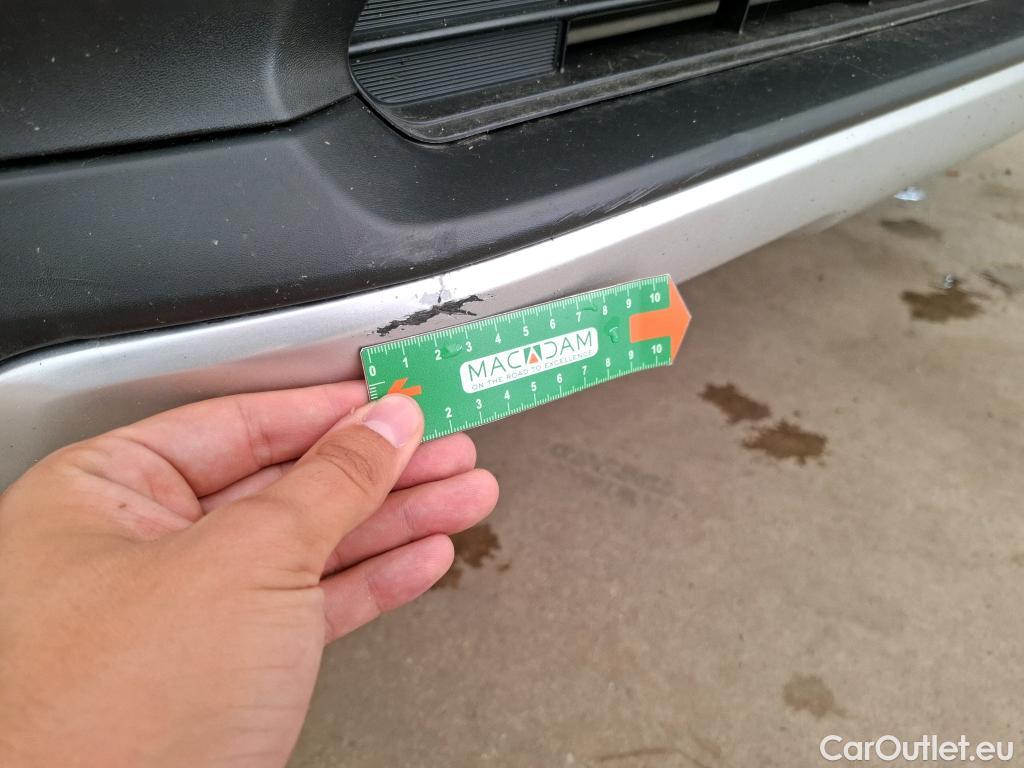 0 1 2 3 4 5 6 7 8 9 10
MACADAM
ON THE ROAD TO EXCELLENCE
2 3 4 5 6 7 8 9 10
CarOutlet.eu